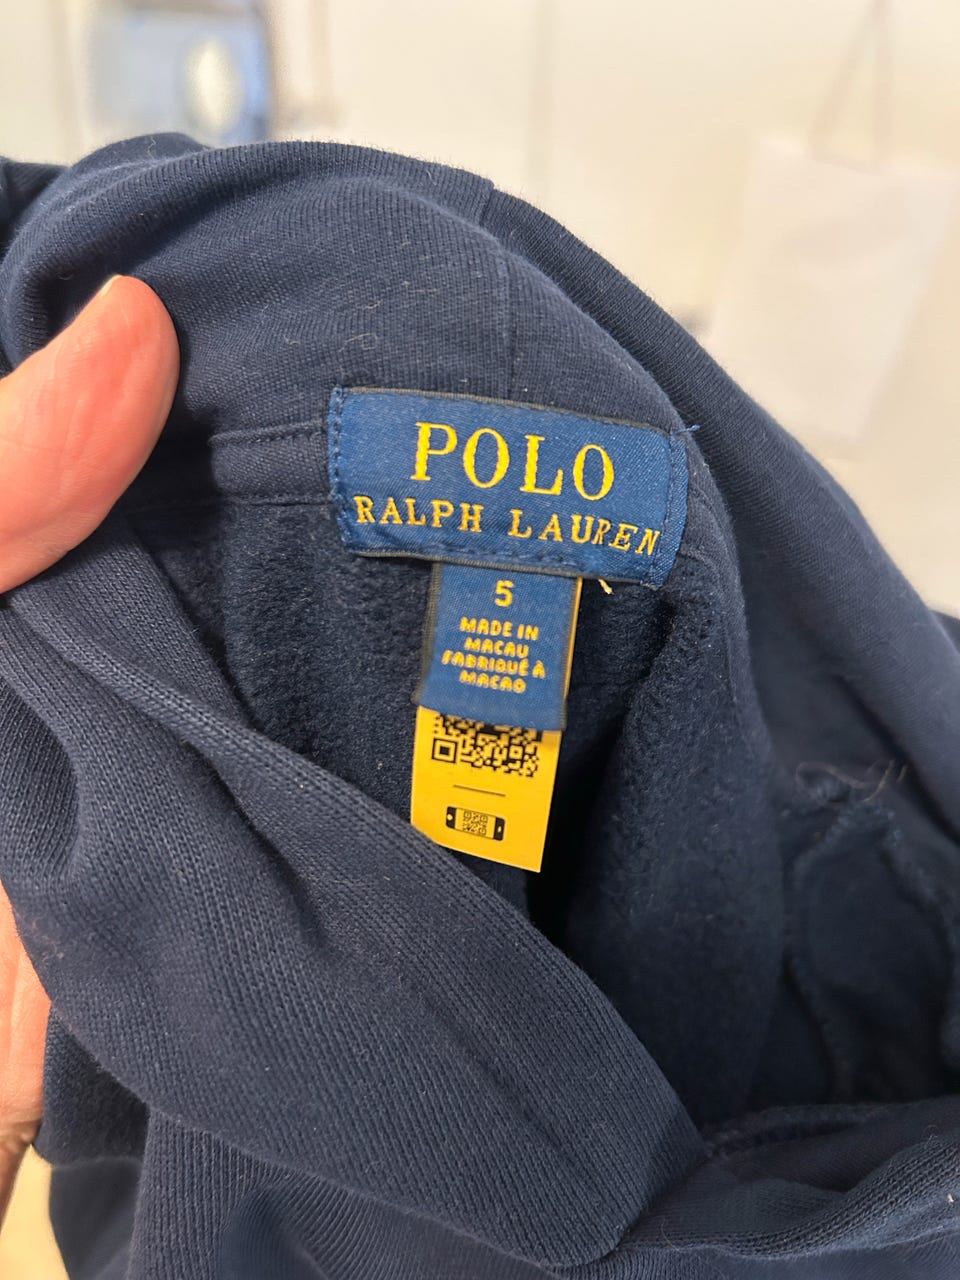 POLO
RALPH LAUREN
5
MADE IN
MACAU
FABRIQUÉ À
MACAO